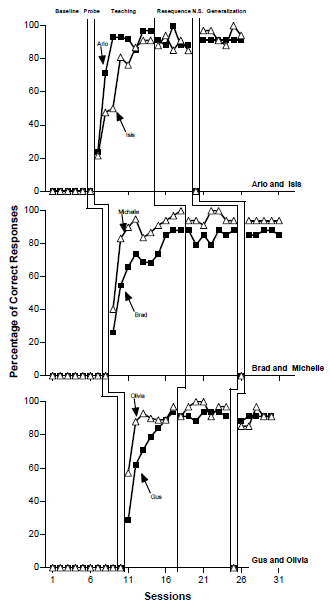 Baseline Probe Teaching Resequence N.S. Generalization
100
80
60
40
20
0
Arlo
Isis
Arlo and Isis
100
80
60
40
20
0
Michelle
Brad
Brad and Michelle
100
80
60
40
20
0
Olivia
Gus
Gus and Olivia
1 6 11 16 21 26 31
Sessions
Percentage of Correct Responses